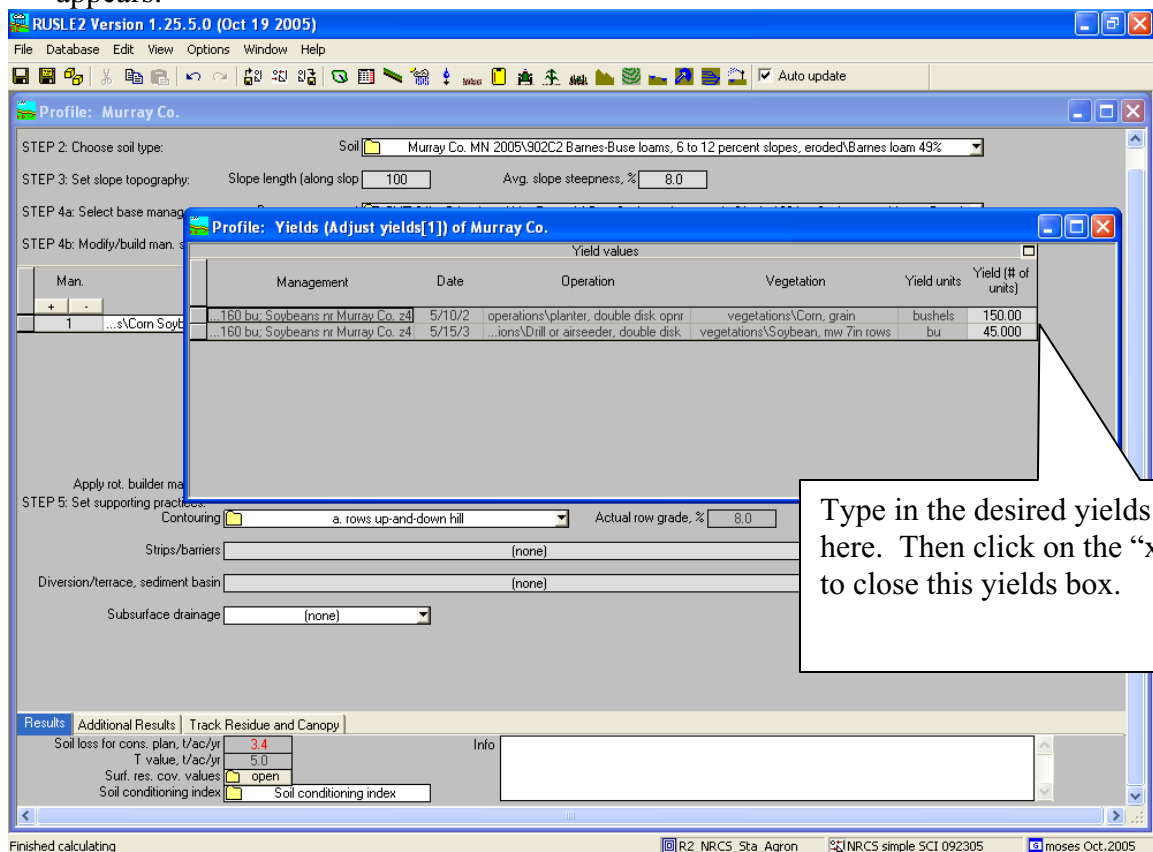 appears.
RUSLE2 Version 1.25.5.0 (Oct 19 2005)
File Database Edit View Options Window Help
Auto update
Profile: Murray Co.
STEP 2: Choose soil type: Soil Murray Co. MN 2005\902C2 Barnes-Buse loams, 6 to 12 percent slopes, eroded\Barnes loam 49%
STEP 3: Set slope topography: Slope length (along slop 100 Avg. slope steepness, % 8.0
STEP 4a: Select base manag
STEP 4b: Modify/build man. s
Profile: Yields (Adjust yields[1]) of Murray Co.
Yield values
Management Date Operation Vegetation Yield units Yield (# of units)
...160 bu; Soybeans nr Murray Co. z4 5/10/2 operations\planter, double disk opnr vegetations\Corn, grain bushels 150.00
...160 bu; Soybeans nr Murray Co. z4 5/15/3 ...ions\Drill or airseeder, double disk vegetations\Soybean, mw 7in rows bu 45.000
Man.
+ -
1 ...s\Corn Soyb
Type in the desired yields
here. Then click on the “x
to close this yields box.
Apply rot. builder ma
STEP 5: Set supporting practices:
Contouring a. rows up-and-down hill Actual row grade, % 8.0
Strips/barriers (none)
Diversion/terrace, sediment basin (none)
Subsurface drainage (none)
Results Additional Results Track Residue and Canopy
Soil loss for cons. plan, t/ac/yr 3.4 Info
T value, t/ac/yr 5.0
Surf. res. cov. values open
Soil conditioning index Soil conditioning index
Finished calculating R2_NRCS_Sta_Agron NRCS simple SCI 092305 moses Oct.2005